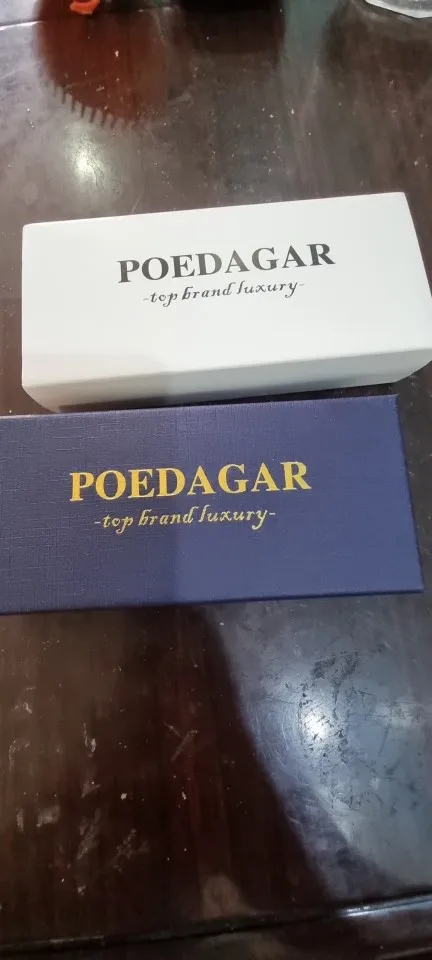 POEDAGAR
-top brand luxury-
POEDAGAR
-top brand luxury-